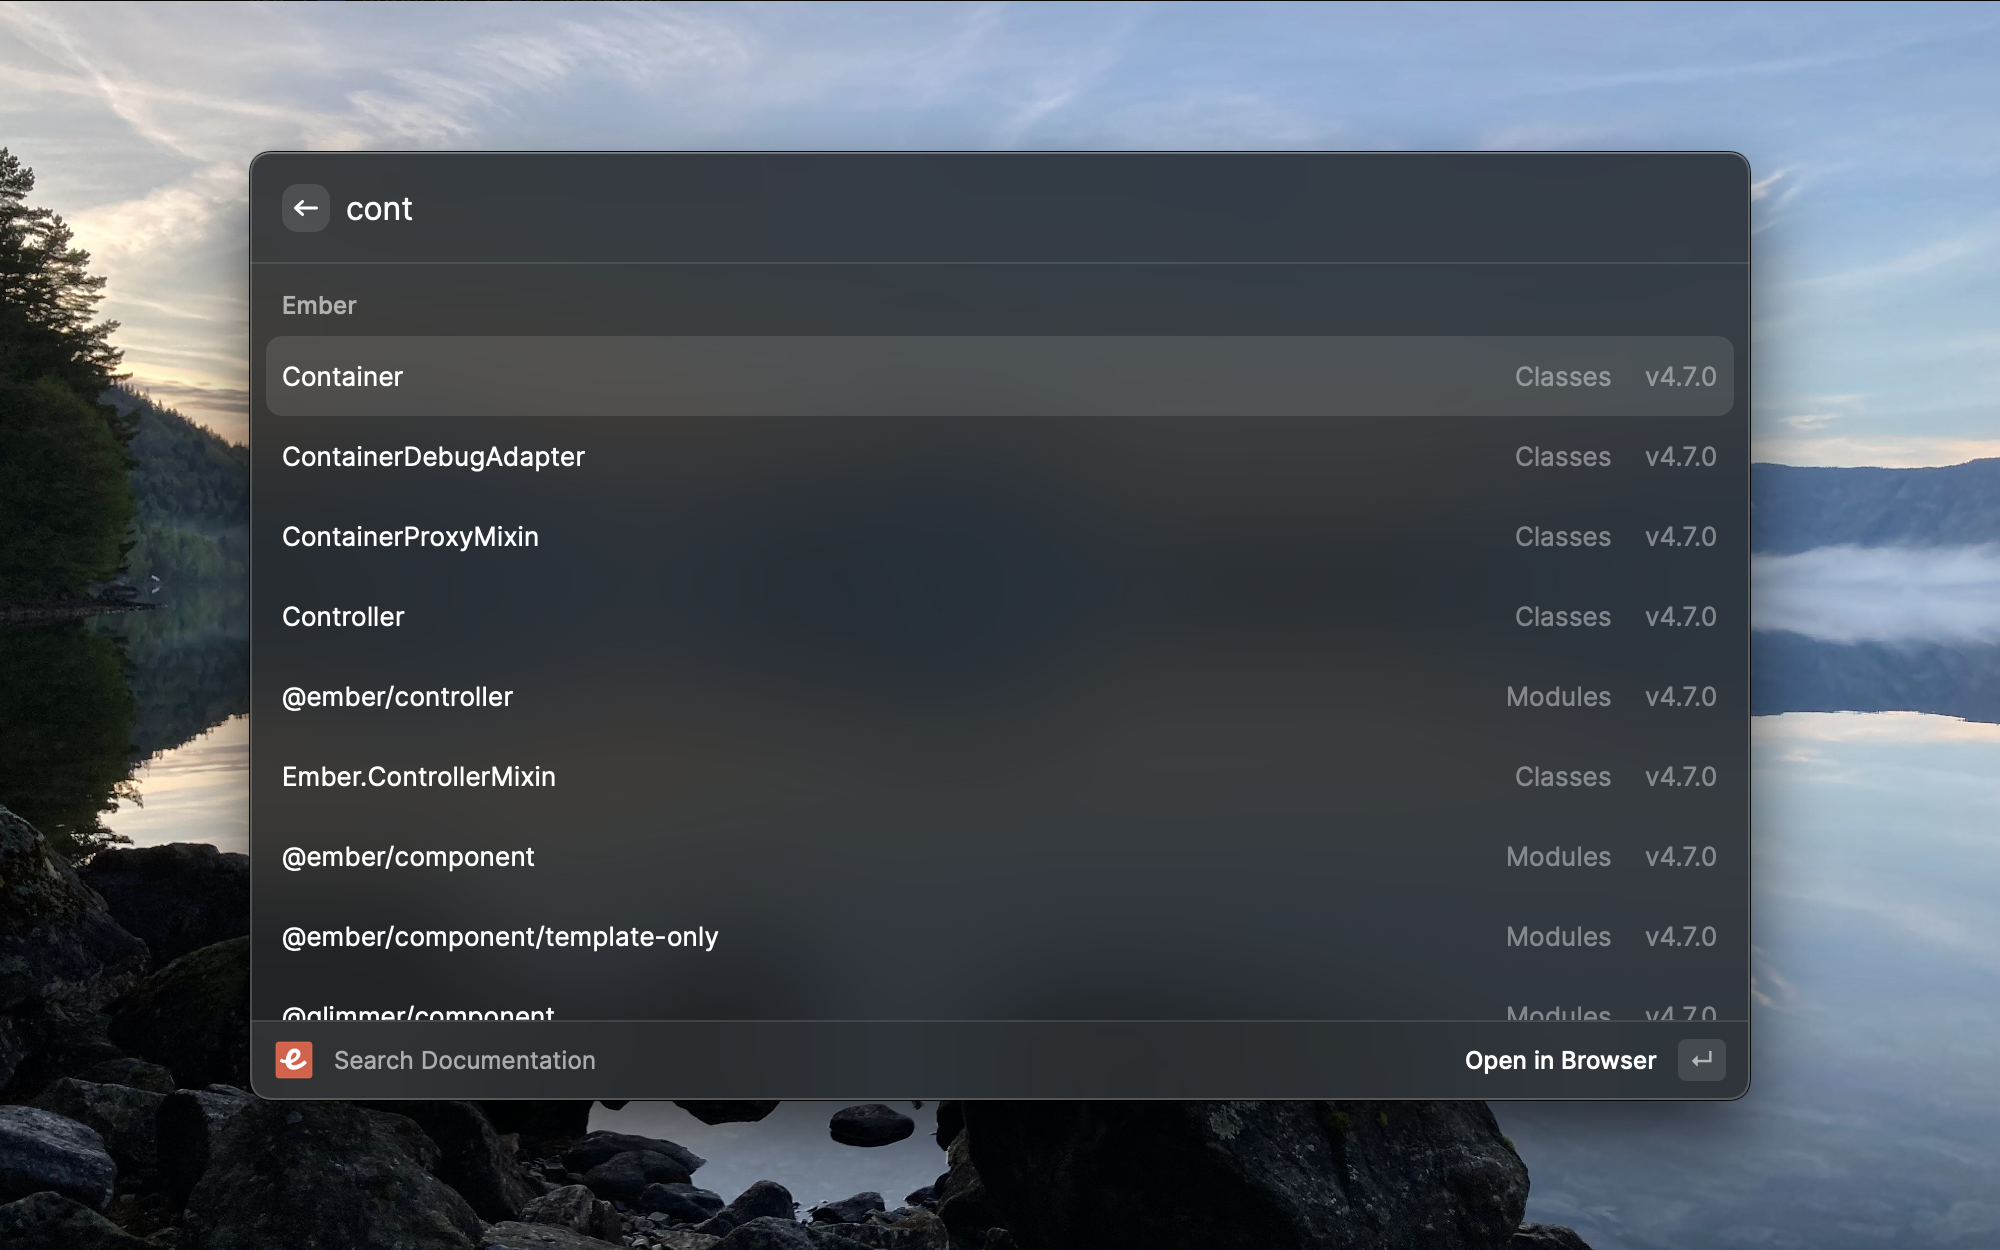 cont
Ember
Container Classes v4.7.0
ContainerDebugAdapter Classes v4.7.0
ContainerProxyMixin Classes v4.7.0
Controller Classes v4.7.0
@ember/controller Modules v4.7.0
Ember.ControllerMixin Classes v4.7.0
@ember/component Modules v4.7.0
@ember/component/template-only Modules v4.7.0
@glimmer/component Modules v4.7.0
Search Documentation Open in Browser